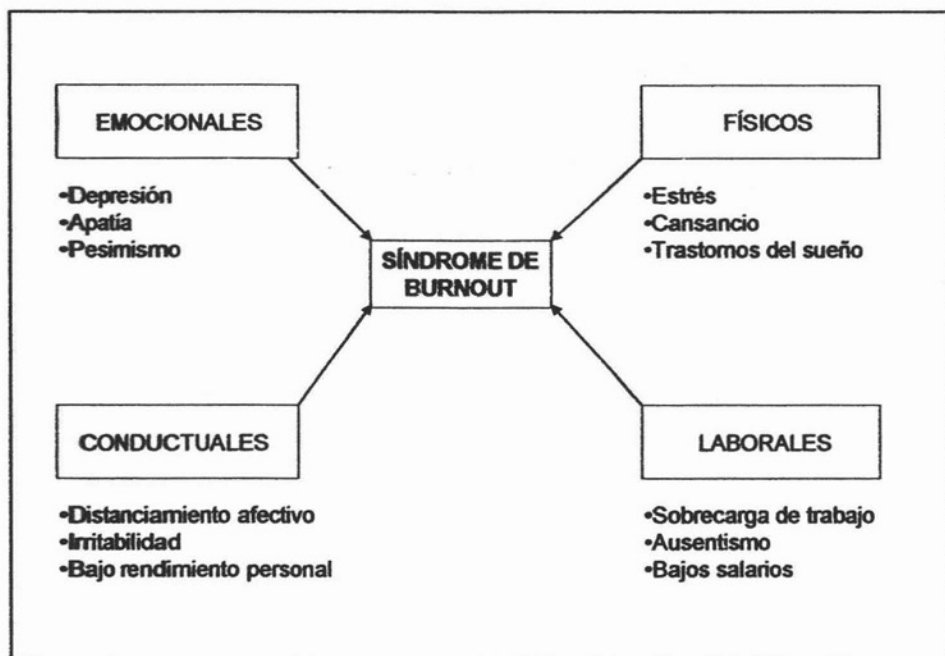 EMOCIONALES
•Depresión
•Apatía
•Pesimismo
FÍSICOS
•Estrés
•Cansancio
•Trastornos del sueño
SÍNDROME DE
BURNOUT
CONDUCTUALES
•Distanciamiento afectivo
•Irritabilidad
•Bajo rendimiento personal
LABORALES
•Sobrecarga de trabajo
•Ausentismo
•Bajos salarios